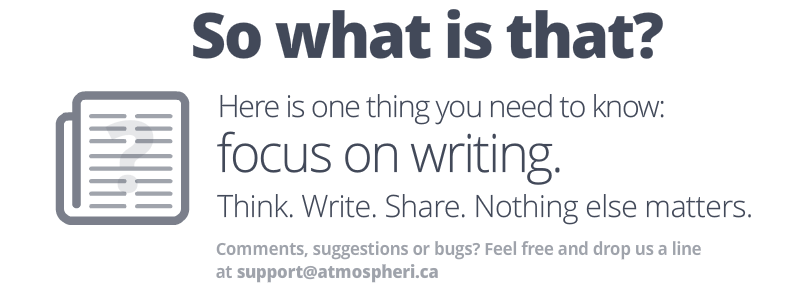 So what is that?
Here is one thing you need to know:
focus on writing.
Think. Write. Share. Nothing else matters.
Comments, suggestions or bugs? Feel free and drop us a line
at support@atmospheri.ca
?